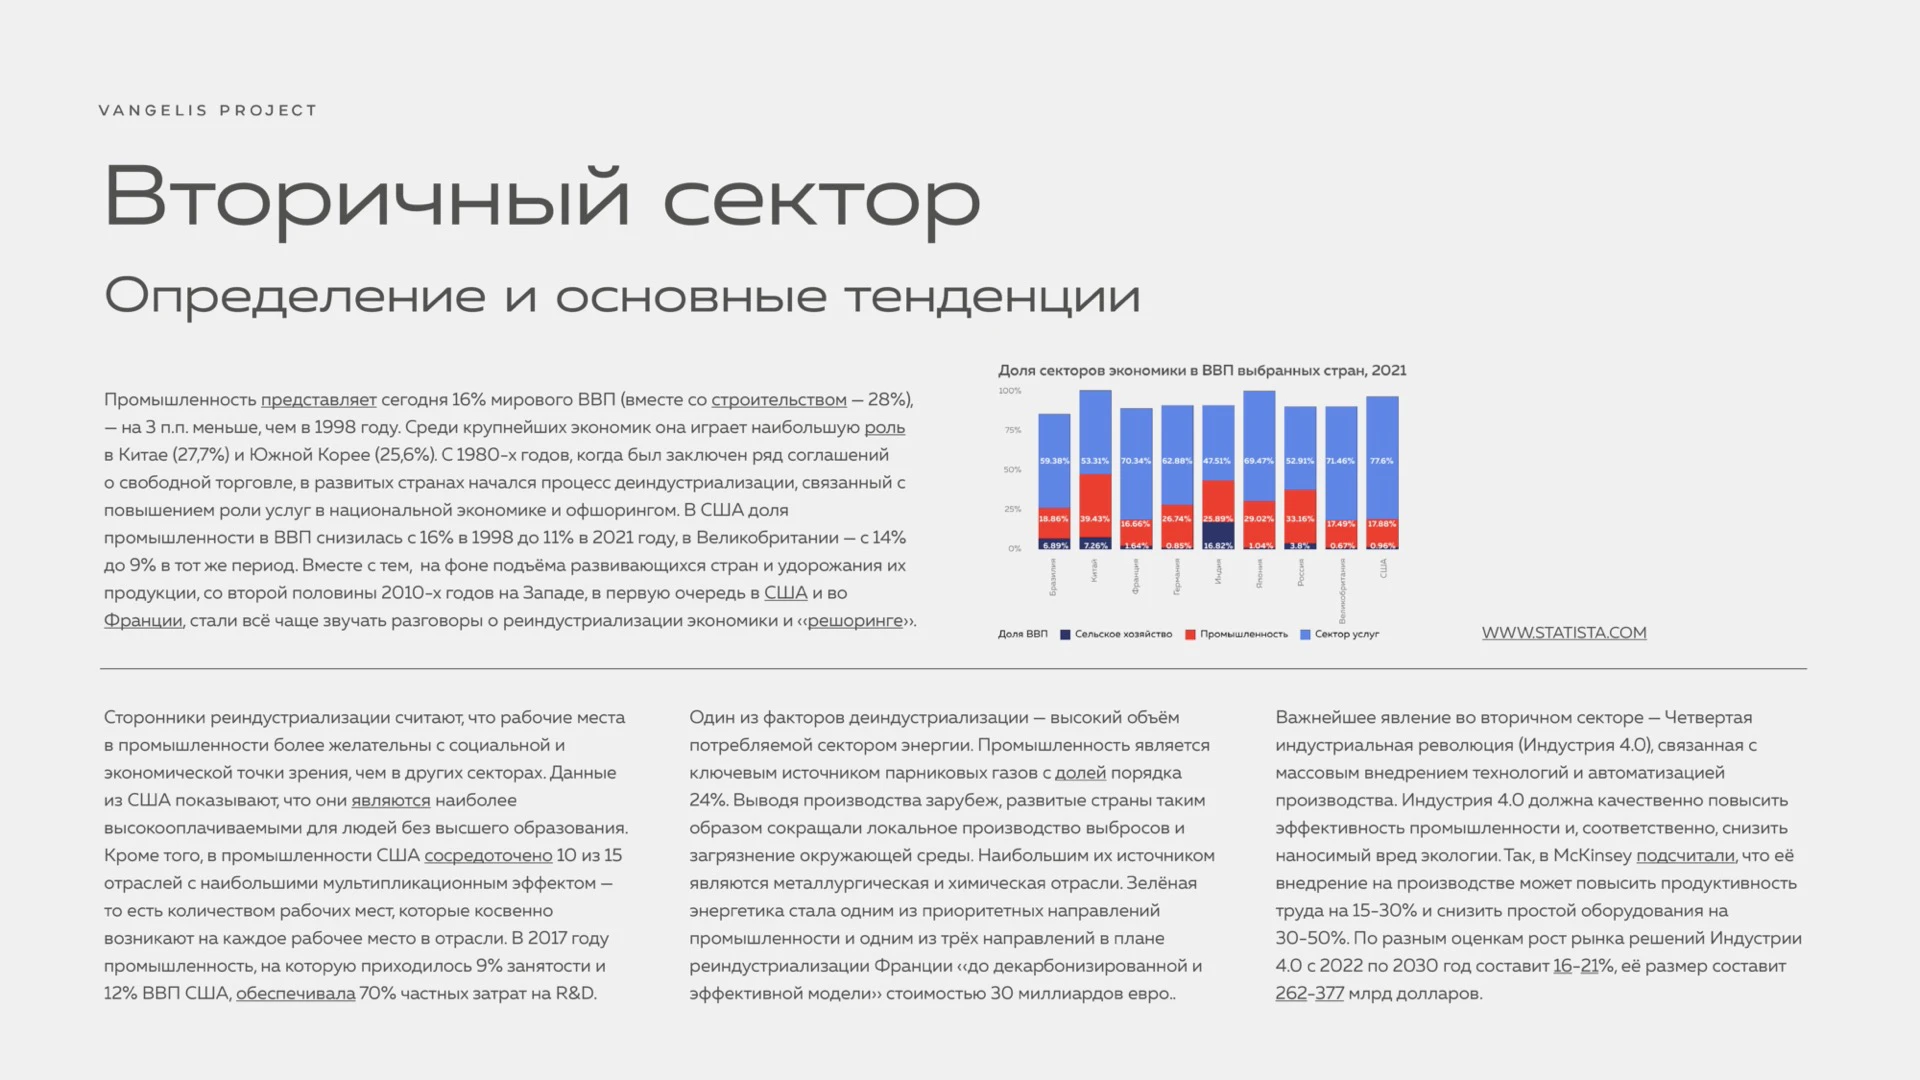 VANGELIS PROJECT
Вторичный сектор
Определение и основные тенденции
Промышленность представляет сегодня 16% мирового ВВП (вместе со строительством — 28%),
— на 3 п.п. меньше, чем в 1998 году. Среди крупнейших экономик она играет наибольшую роль
в Китае (27,7%) и Южной Корее (25,6%). С 1980-х годов, когда был заключен ряд соглашений
о свободной торговле, в развитых странах начался процесс деиндустриализации, связанный с
повышением роли услуг в национальной экономике и офшорингом. В США доля
промышленности в ВВП снизилась с 16% в 1998 до 11% в 2021 году, в Великобритании — с 14%
до 9% в тот же период. Вместе с тем, на фоне подъёма развивающихся стран и удорожания их
продукции, со второй половины 2010-х годов на Западе, в первую очередь в США и во
Франции, стали всё чаще звучать разговоры о реиндустриализации экономики и ‹‹решоринге››.
Доля секторов экономики в ВВП выбранных стран, 2021
100%
75%
50%
25%
0%
59.38% 53.31% 70.34% 62.88% 47.51% 69.47% 52.91% 71.46% 77.6%
18.86% 39.43% 16.66% 26.74% 25.89% 29.02% 33.16% 17.49% 17.88%
6.89% 7.26% 1.64% 0.85% 16.82% 1.04% 3.8% 0.67% 0.96%
Бразилия Китай Франция Германия Индия Япония Россия Великобритания США
Доля ВВП Сельское хозяйство Промышленность Сектор услуг
WWW.STATISTA.COM
Сторонники реиндустриализации считают, что рабочие места
в промышленности более желательны с социальной и
экономической точки зрения, чем в других секторах. Данные
из США показывают, что они являются наиболее
высокооплачиваемыми для людей без высшего образования.
Кроме того, в промышленности США сосредоточено 10 из 15
отраслей с наибольшими мультипликационным эффектом —
то есть количеством рабочих мест, которые косвенно
возникают на каждое рабочее место в отрасли. В 2017 году
промышленность, на которую приходилось 9% занятости и
12% ВВП США, обеспечивала 70% частных затрат на R&D.
Один из факторов деиндустриализации — высокий объём
потребляемой сектором энергии. Промышленность является
ключевым источником парниковых газов с долей порядка
24%. Выводя производства зарубеж, развитые страны таким
образом сокращали локальное производство выбросов и
загрязнение окружающей среды. Наибольшим их источником
являются металлургическая и химическая отрасли. Зелёная
энергетика стала одним из приоритетных направлений
промышленности и одним из трёх направлений в плане
реиндустриализации Франции ‹‹до декарбонизированной и
эффективной модели›› стоимостью 30 миллиардов евро..
Важнейшее явление во вторичном секторе — Четвертая
индустриальная революция (Индустрия 4.0), связанная с
массовым внедрением технологий и автоматизацией
производства. Индустрия 4.0 должна качественно повысить
эффективность промышленности и, соответственно, снизить
наносимый вред экологии. Так, в McKinsey подсчитали, что её
внедрение на производстве может повысить продуктивность
труда на 15-30% и снизить простой оборудования на
30-50%. По разным оценкам рост рынка решений Индустрии
4.0 с 2022 по 2030 год составит 16-21%, её размер составит
262-377 млрд долларов.